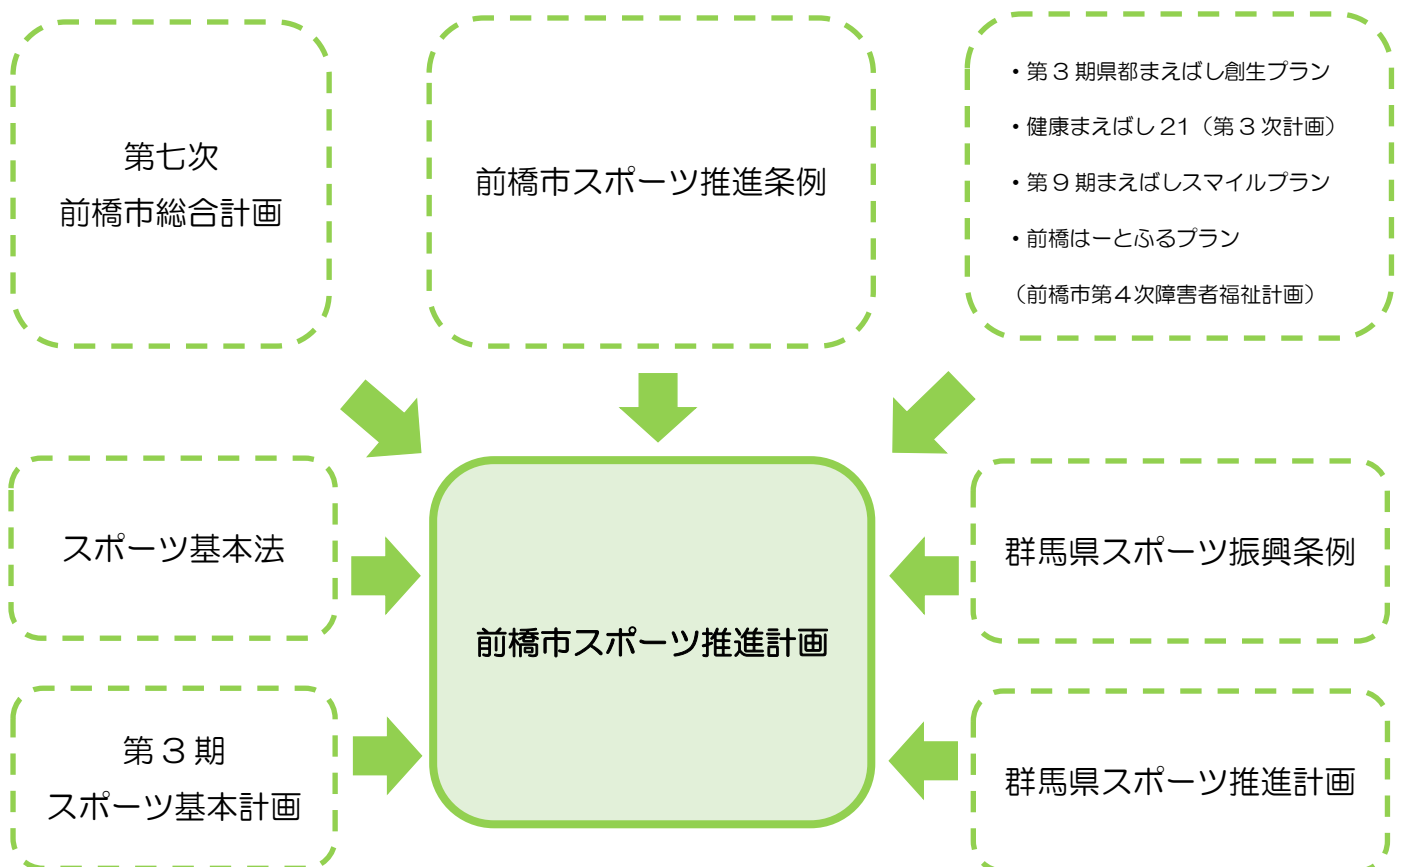 第七次
前橋市総合計画
前橋市スポーツ推進条例
・第３期県都まえばし創生プラン
・健康まえばし 21（第３次計画）
・第９期まえばしスマイルプラン
・前橋はーとふるプラン
（前橋市第４次障害者福祉計画）
スポーツ基本法
前橋市スポーツ推進計画
群馬県スポーツ振興条例
第３期
スポーツ基本計画
群馬県スポーツ推進計画